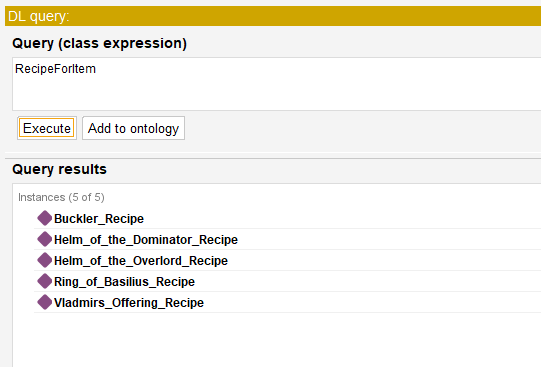 DL query:
Query (class expression)
RecipeForItem
Execute Add to ontology
Query results
Instances (5 of 5)
Buckler_Recipe
Helm_of_the_Dominator_Recipe
Helm_of_the_Overlord_Recipe
Ring_of_Basilius_Recipe
Vladmirs_Offering_Recipe